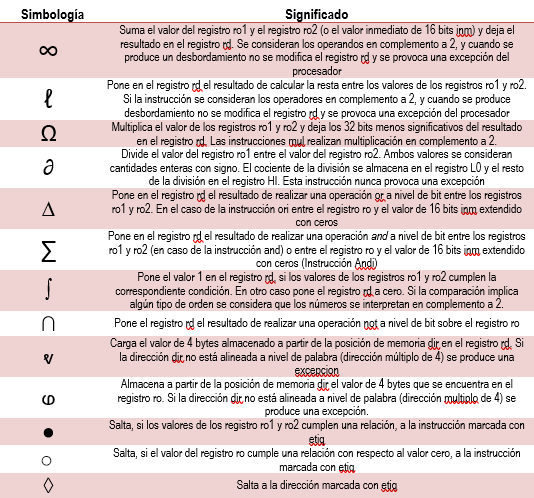 Simbología Significado
∞ Suma el valor del registro ro1 y el registro ro2 (o el valor inmediato de 16 bits inm) y deja el
resultado en el registro rd. Se consideran los operandos en complemento a 2, y cuando se
produce un desbordamiento no se modifica el registro rd y se provoca una excepción del
procesador
ℓ Pone en el registro rd el resultado de calcular la resta entre los valores de los registros ro1 y ro2.
Si la instrucción se consideran los operadores en complemento a 2, y cuando se produce
desbordamiento no se modifica el registro rd y se provoca una excepción del procesador
Ω Multiplica el valor de los registros ro1 y ro2 y deja los 32 bits menos significativos del resultado
en el registro rd. Las instrucciones mul realizan multiplicación en complemento a 2.
∂ Divide el valor del registro ro1 entre el valor del registro ro2. Ambos valores se consideran
cantidades enteras con signo. El cociente de la división se almacena en el registro L0 y el resto
de la división en el registro HI. Esta instrucción nunca provoca una excepción
∆ Pone en el registro rd el resultado de realizar una operación or a nivel de bit entre los registros
ro1 y ro2. En el caso de la instrucción ori entre el registro ro y el valor de 16 bits inm extendido
con ceros
∑ Pone en el registro rd el resultado de realizar una operación and a nivel de bit entre los registros
ro1 y ro2 (en caso de la instrucción and) o entre el registro ro y el valor de 16 bits inm extendido
con ceros (Instrucción Andi)
∫ Pone el valor 1 en el registro rd, si los valores de los registros ro1 y ro2 cumplen la
correspondiente condición. En otro caso pone el registro rd a cero. Si la comparación implica
algún tipo de orden se considera que los números se interpretan en complemento a 2.
∩ Pone el registro rd el resultado de realizar una operación not a nivel de bit sobre el registro ro
Carga el valor de 4 bytes almacenado a partir de la posición de memoria dir en el registro rd. Si
la dirección dir no está alineada a nivel de palabra (dirección múltiplo de 4) se produce una
excepcion
Almacena a partir de la posición de memoria dir el valor de 4 bytes que se encuentra en el
registro ro. Si la dirección dir no está alineada a nivel de palabra (dirección multiplo de 4) se
produce una excepción.
● Salta, si los valores de los registros ro1 y ro2 cumplen una relación, a la instrucción marcada con
etiq
○ Salta, si el valor del registro ro cumple una relación con respecto al valor cero, a la instrucción
marcada con etiq
◊ Salta a la dirección marcada con etiq